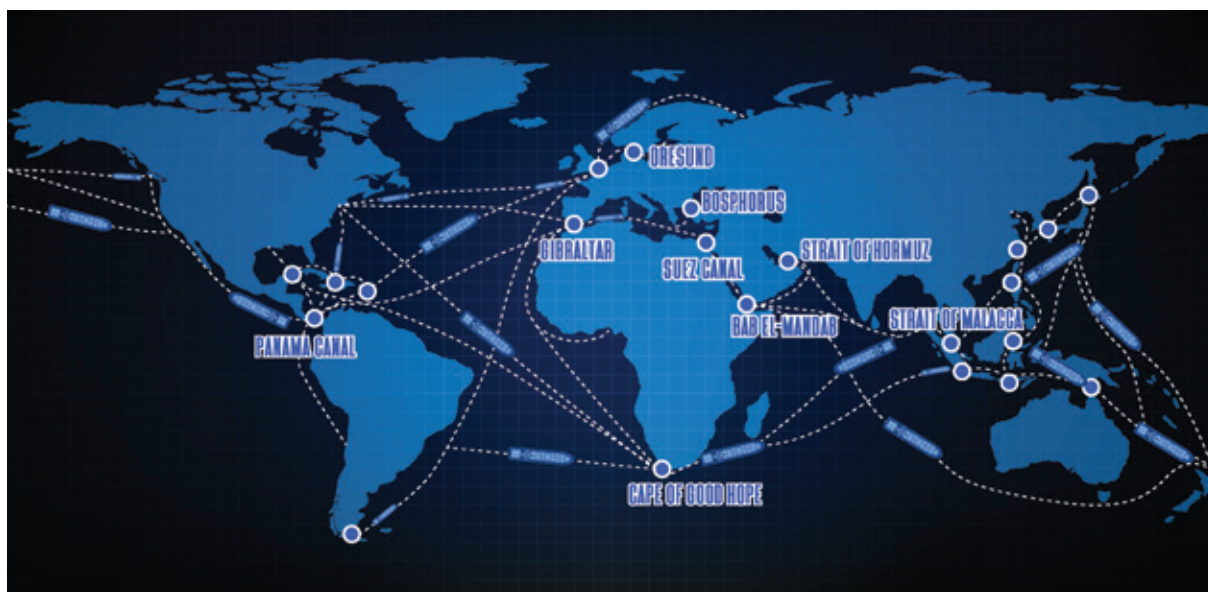 ORESUND
BOSPHORUS
GIBRALTAR
SUEZ CANAL
STRAIT OF HORMUZ
BAB EL-MANDAB
STRAIT OF MALACCA
PANAMA CANAL
CAPE OF GOOD HOPE